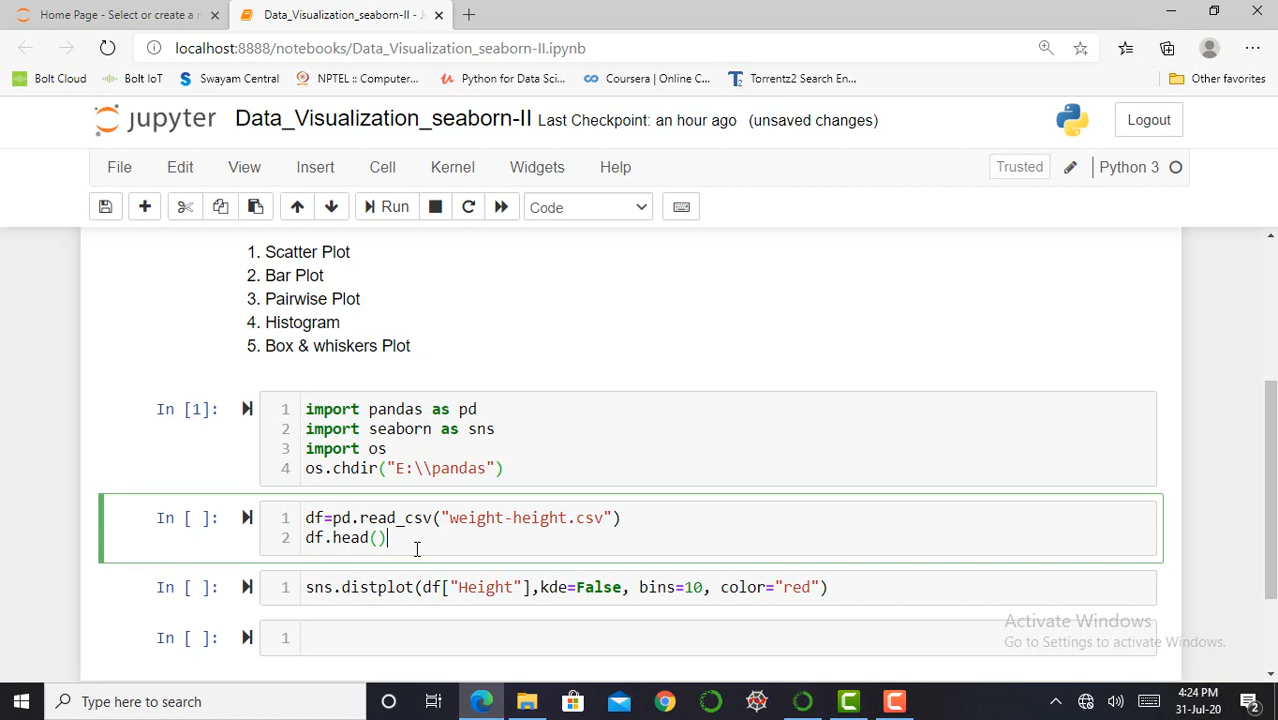 Home Page - Select or create a n
Data_Visualization_seaborn-II - J
localhost:8888/notebooks/Data_Visualization_seaborn-II.ipynb
Bolt Cloud
Bolt IoT
Swayam Central
NPTEL :: Computer...
Python for Data Sci...
Coursera | Online C...
Torrentz2 Search En...
Other favorites
jupyter Data_Visualization_seaborn-II Last Checkpoint: an hour ago (unsaved changes)
Logout
File Edit View Insert Cell Kernel Widgets Help
Trusted
Python 3
Run
Code
1. Scatter Plot
2. Bar Plot
3. Pairwise Plot
4. Histogram
5. Box & whiskers Plot
In [1]:
1 import pandas as pd
2 import seaborn as sns
3 import os
4 os.chdir("E:\\pandas")
In [ ]:
1 df=pd.read_csv("weight-height.csv")
2 df.head()
In [ ]:
1 sns.distplot(df["Height"],kde=False, bins=10, color="red")
In [ ]:
1
Activate Windows
Go to Settings to activate Windows.
Type here to search
4:24 PM
31-Jul-20
2